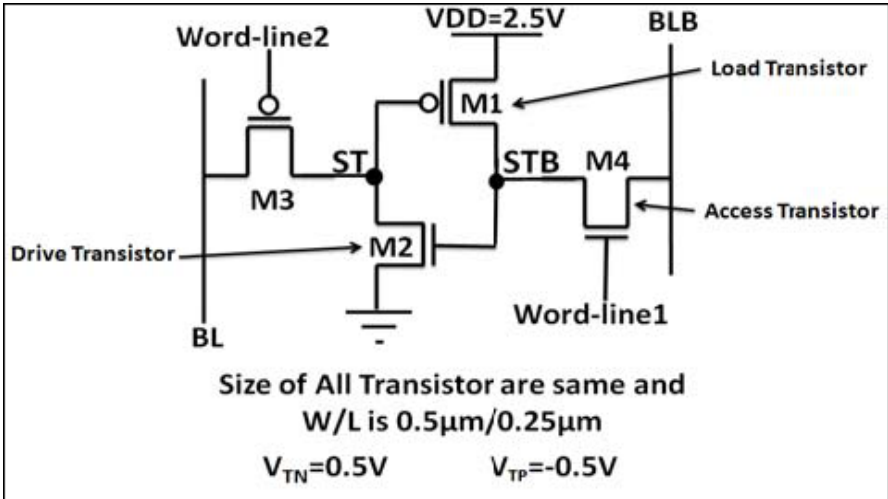 VDD=2.5V
BLB
Word-line2
Load Transistor
M1
ST
STB
M4
M3
Access Transistor
Drive Transistor
M2
Word-line1
BL
Size of All Transistor are same and
W/L is 0.5μm/0.25μm
VTN=0.5V VTP=-0.5V